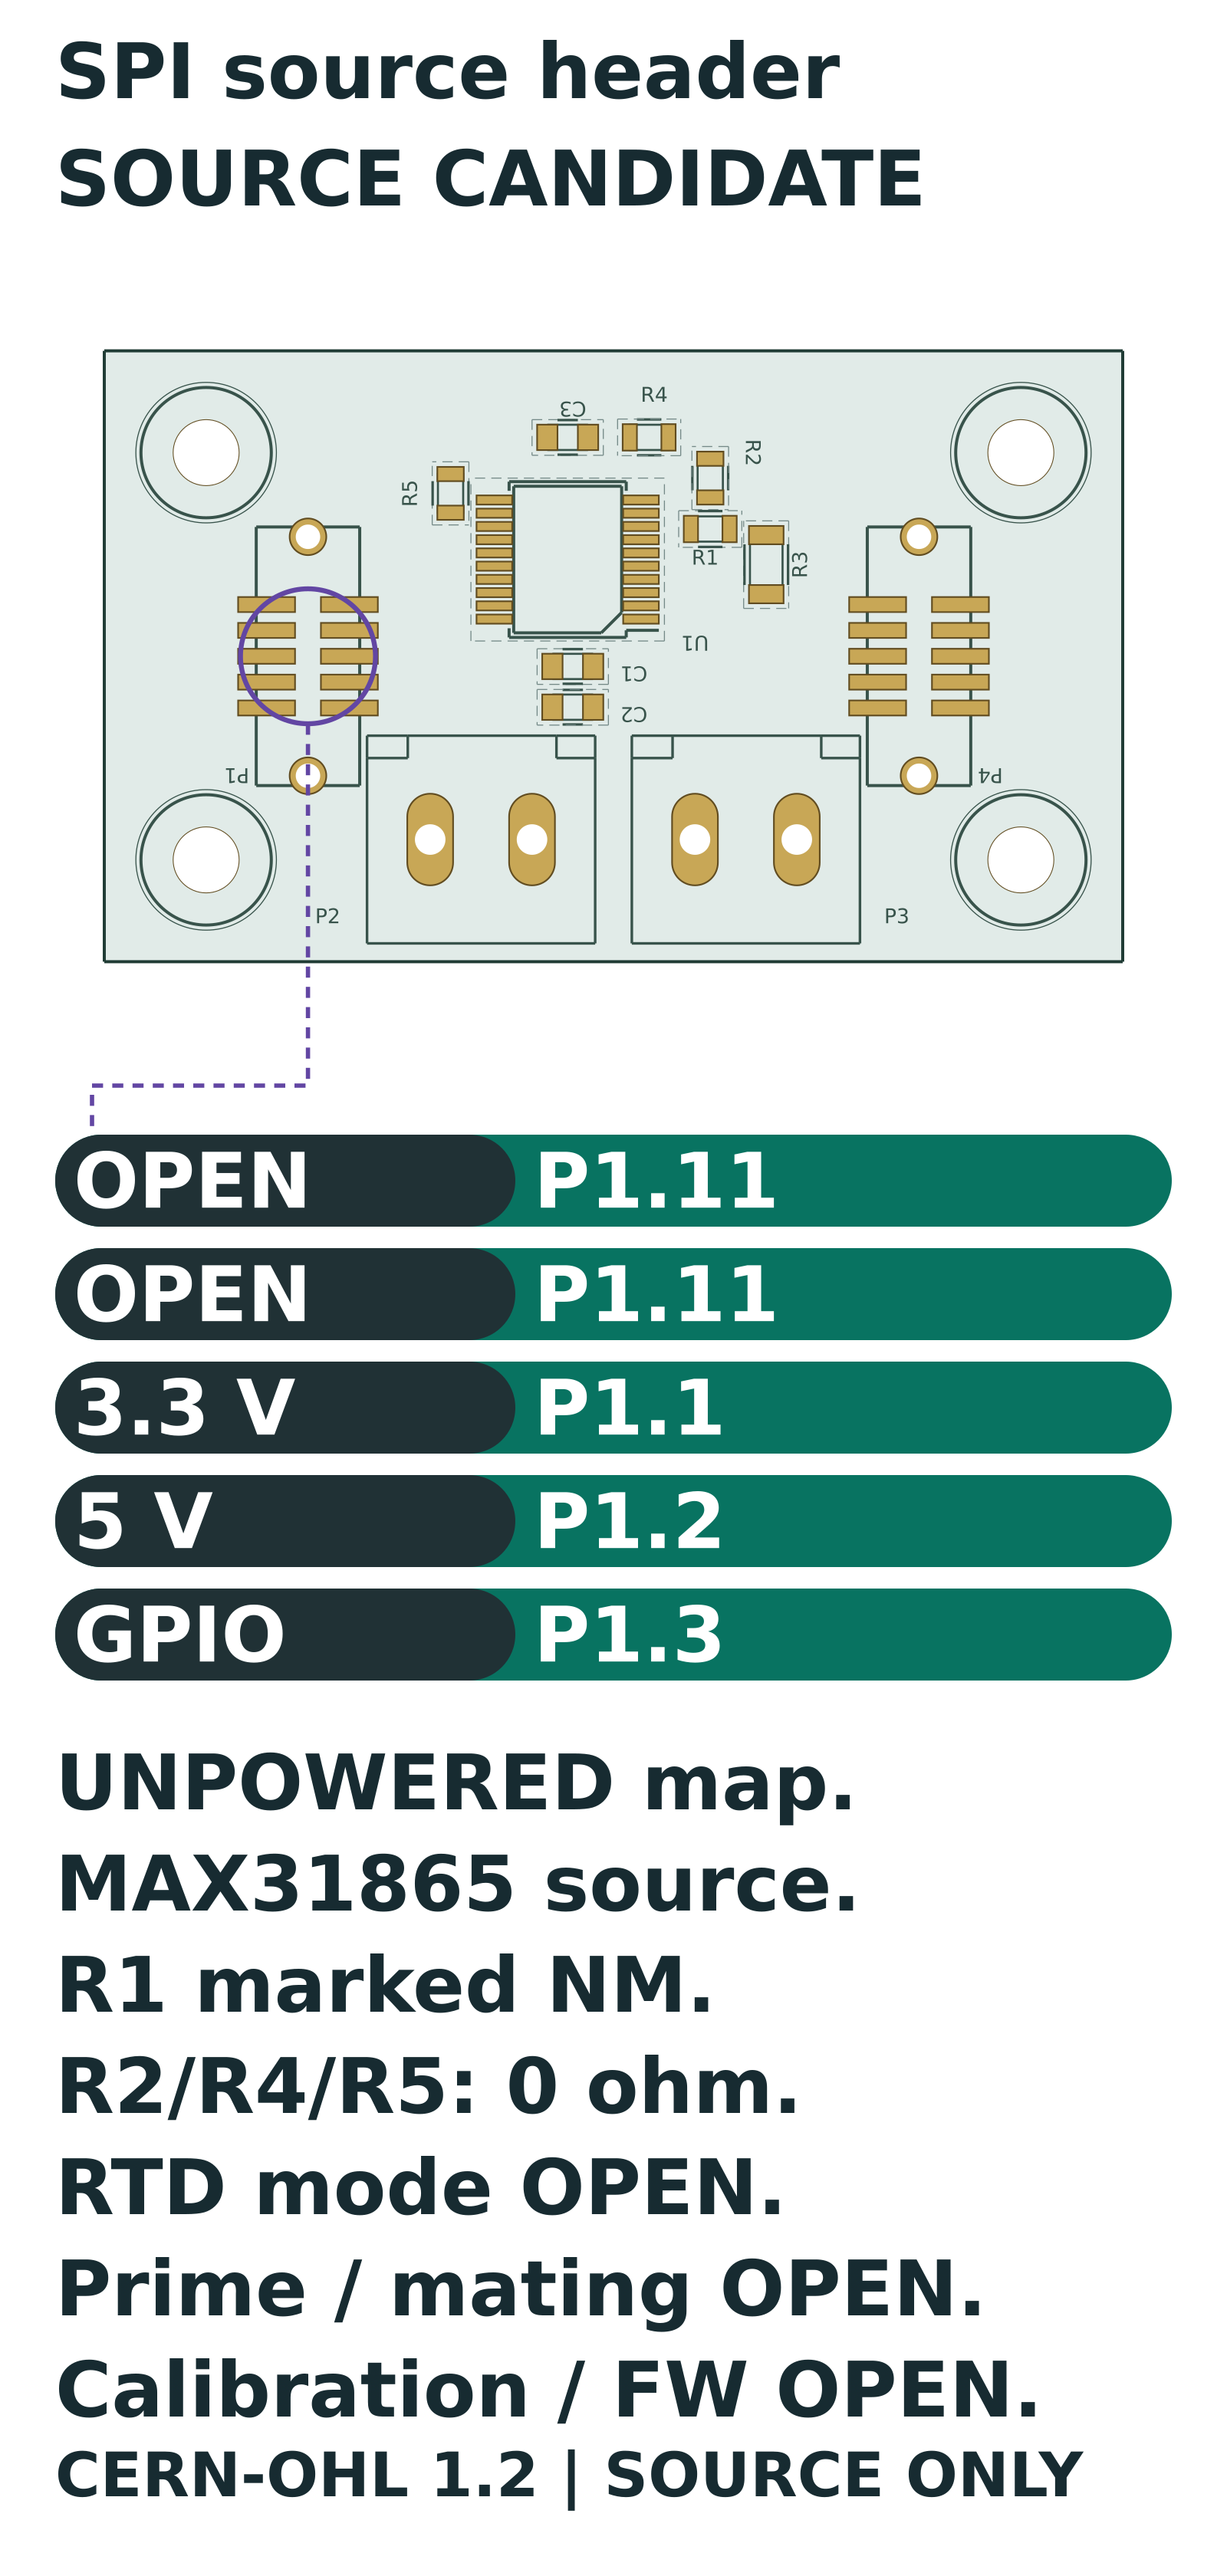 SPI source header
SOURCE CANDIDATE
C3
R4
R2
R5
R1
R3
U1
C1
C2
P1
P4
P2
P3
OPEN P1.11
OPEN P1.11
3.3 V P1.1
5 V P1.2
GPIO P1.3
UNPOWERED map.
MAX31865 source.
R1 marked NM.
R2/R4/R5: 0 ohm.
RTD mode OPEN.
Prime / mating OPEN.
Calibration / FW OPEN.
CERN-OHL 1.2 | SOURCE ONLY